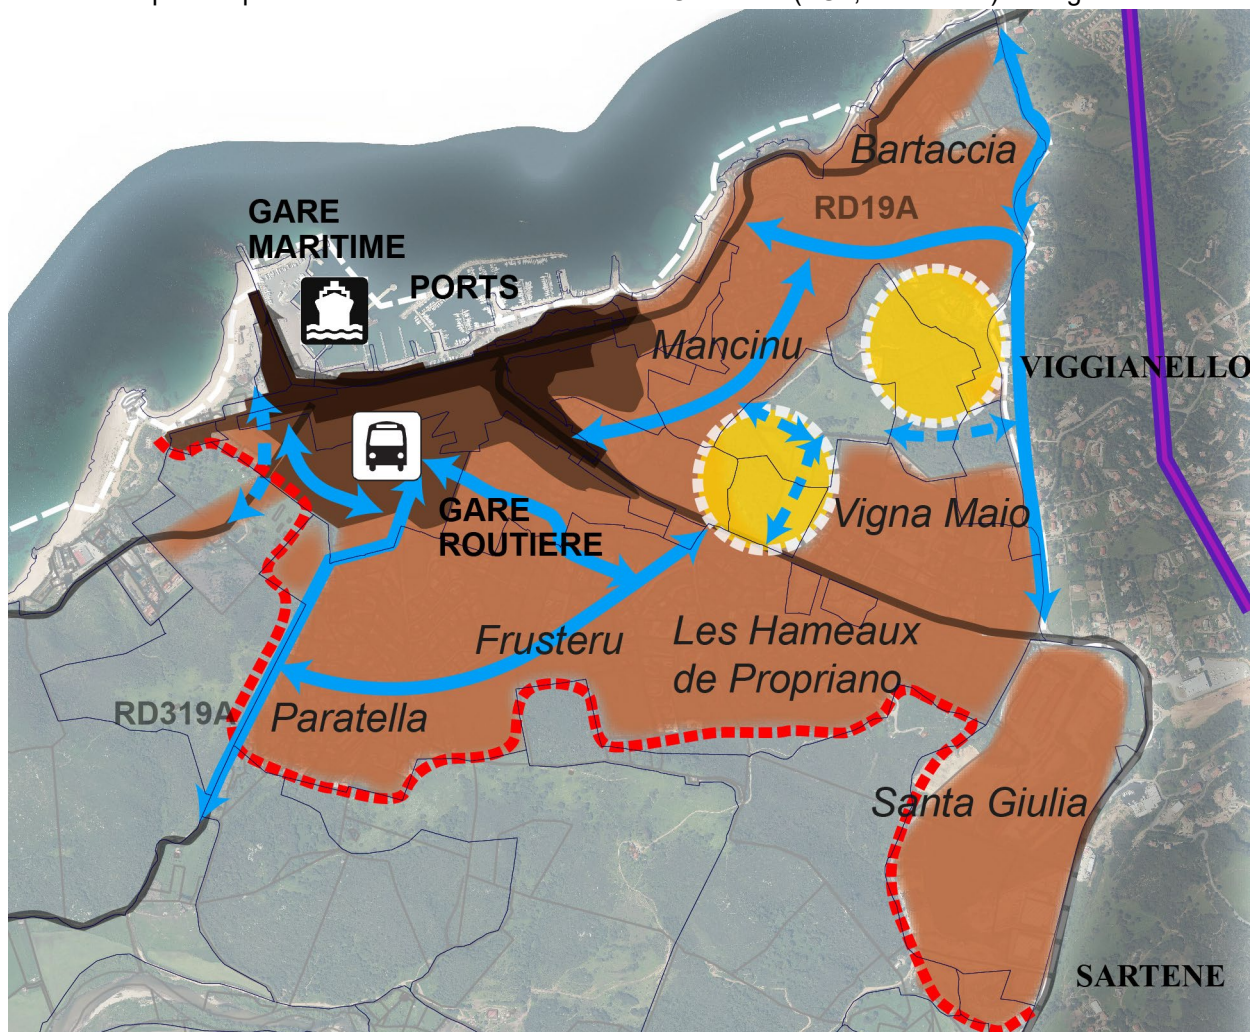 Bartaccia
RD19A
GARE
MARITIME
PORTS
Mancinu
VIGGIANELLO
GARE
ROUTIERE
Vigna Maio
Frusteru
Les Hameaux
de Propriano
RD319A
Paratella
Santa Giulia
SARTENE